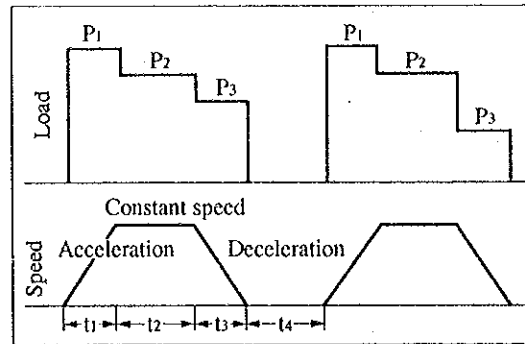 P1
P2
P3
P1
P2
P3
Load
Constant speed
Acceleration
Deceleration
Speed
t1
t2
t3
t4